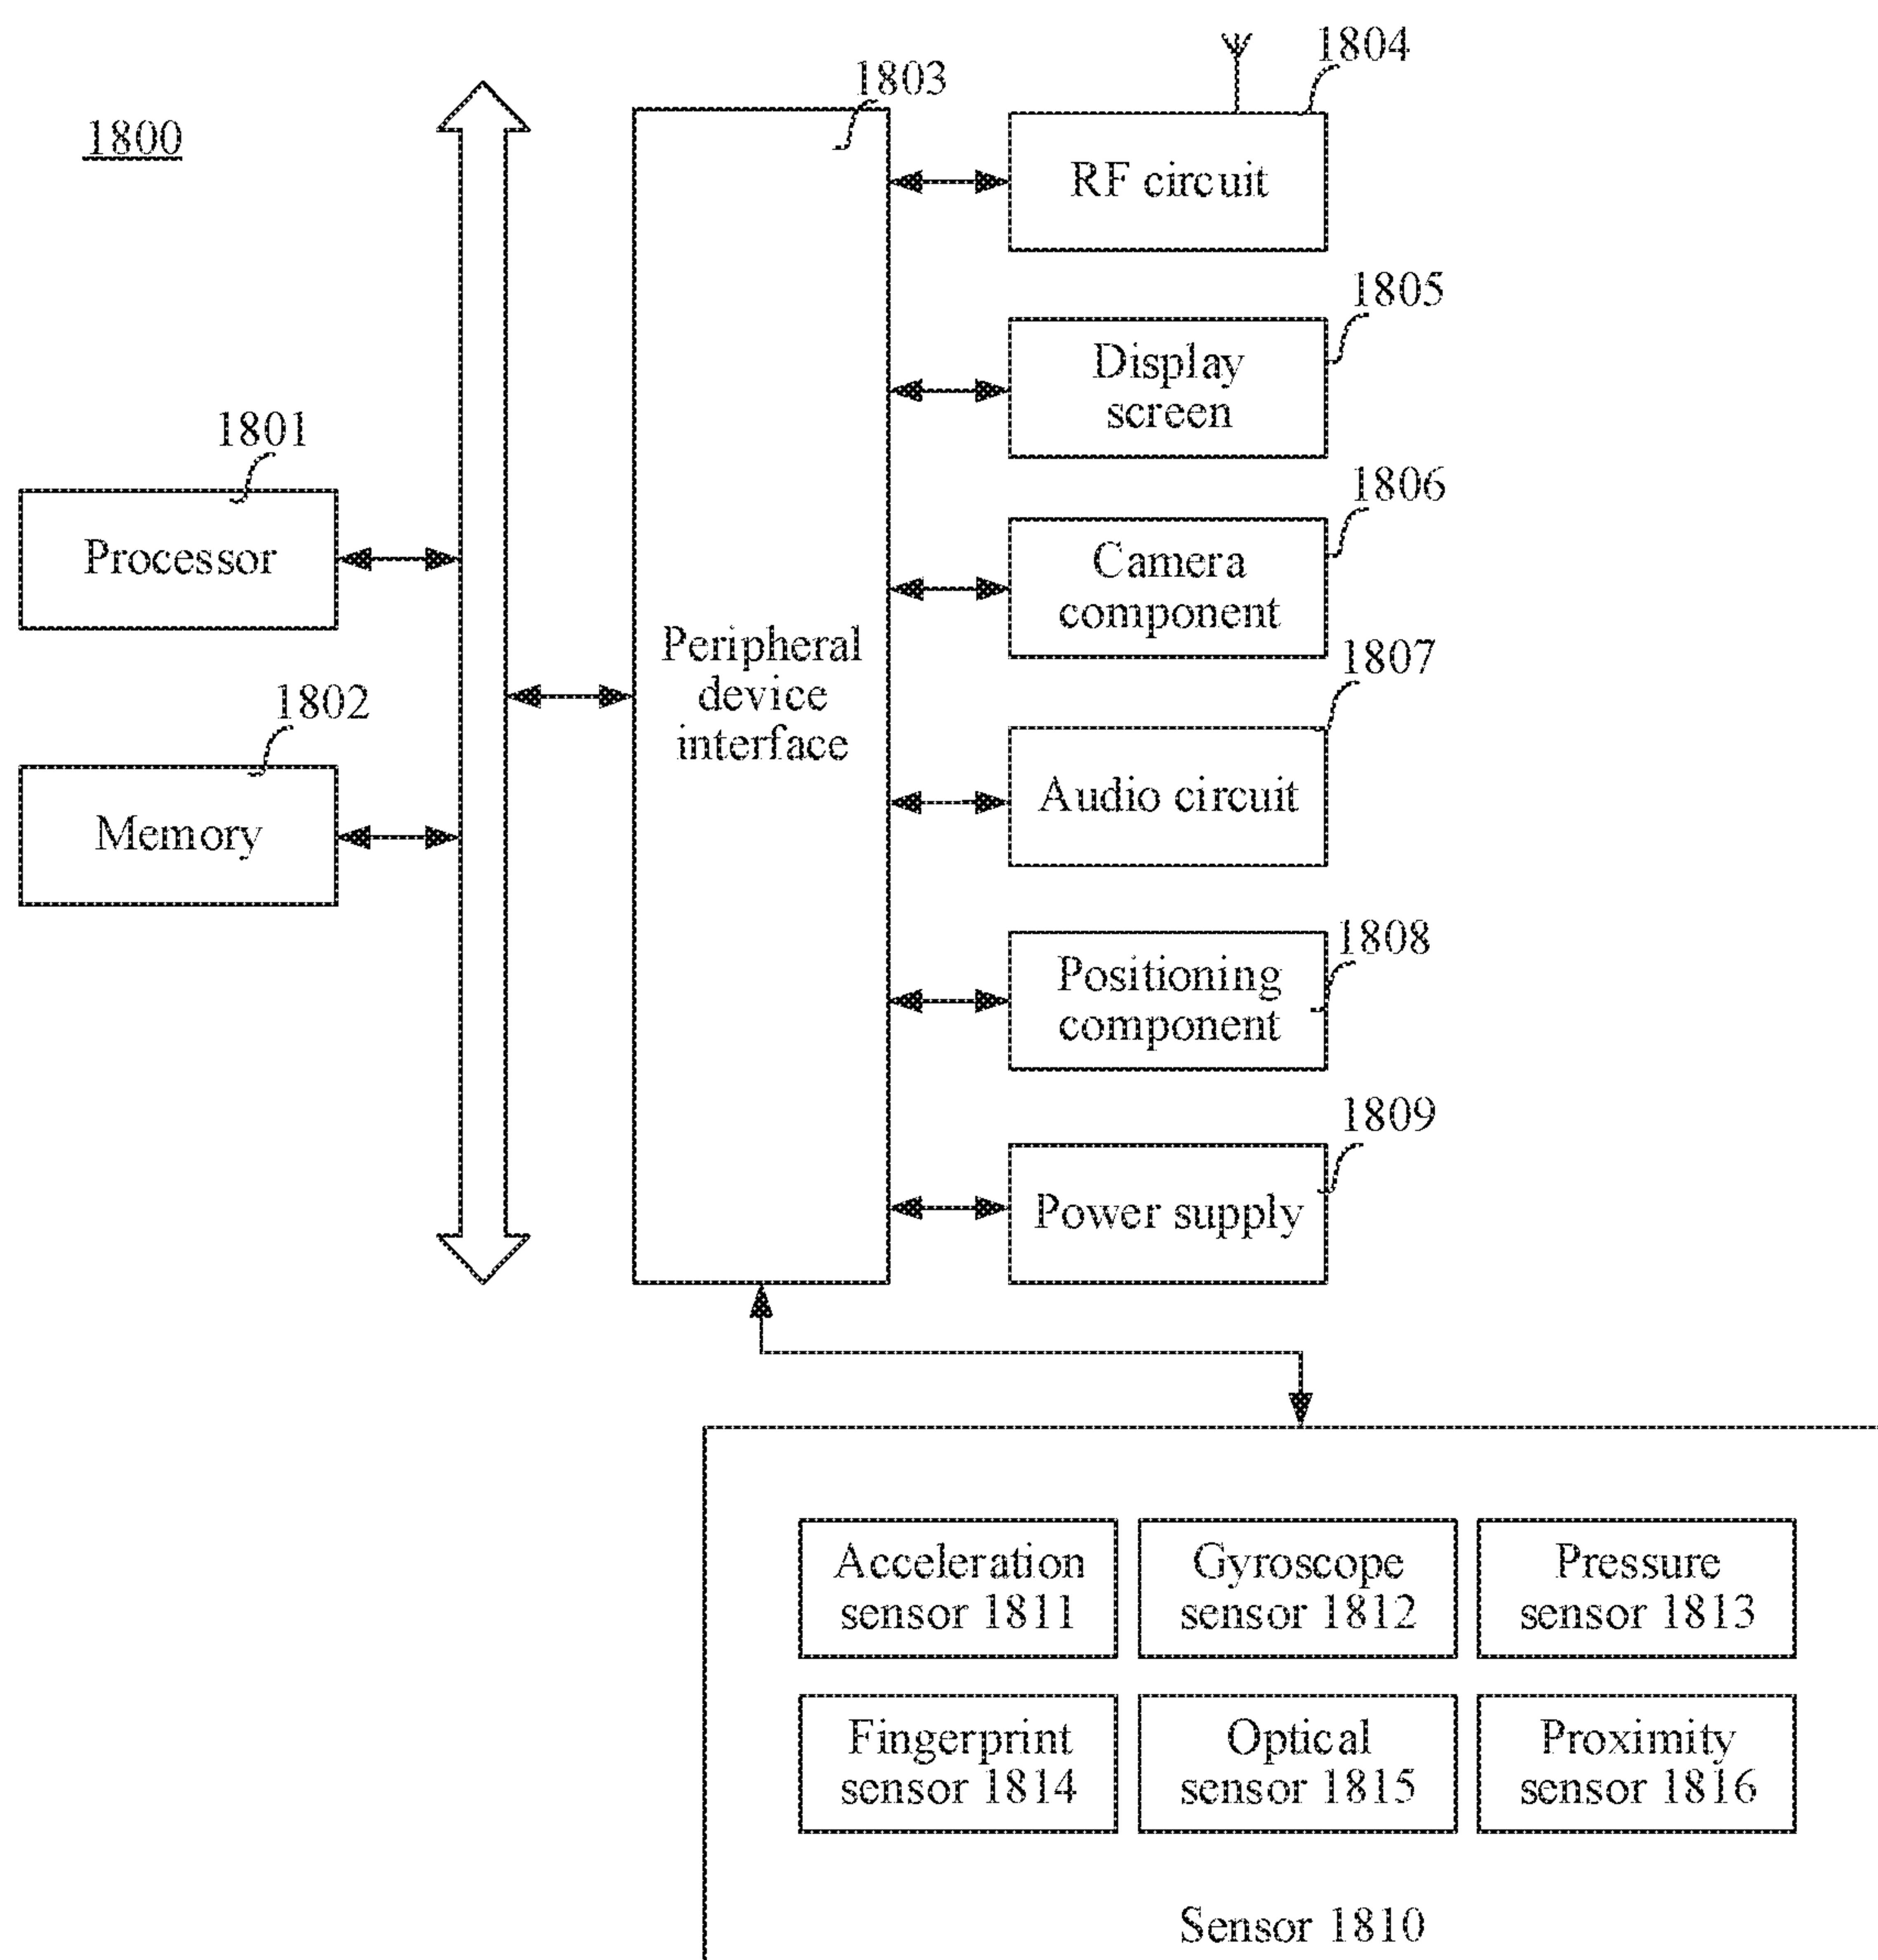 1800
1803
1804
RF circuit
1805
Display
screen
1801
Processor
1806
Camera
component
Peripheral
device
interface
1802
Memory
1807
Audio circuit
1808
Positioning
component
1809
Power supply
Acceleration
sensor 1811
Gyroscope
sensor 1812
Pressure
sensor 1813
Fingerprint
sensor 1814
Optical
sensor 1815
Proximity
sensor 1816
Sensor 1810